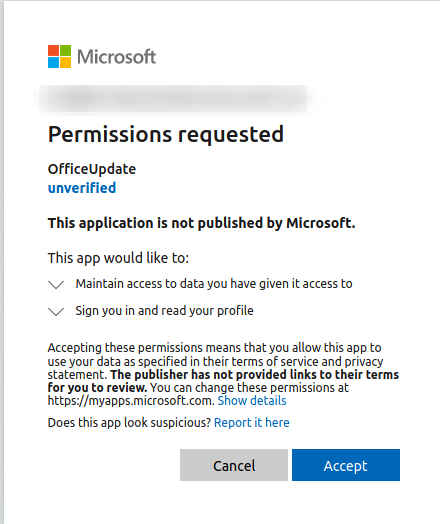 Microsoft
Permissions requested
OfficeUpdate
unverified
This application is not published by Microsoft.
This app would like to:
Maintain access to data you have given it access to
Sign you in and read your profile
Accepting these permissions means that you allow this app to
use your data as specified in their terms of service and privacy
statement. The publisher has not provided links to their terms
for you to review. You can change these permissions at
https://myapps.microsoft.com. Show details
Does this app look suspicious? Report it here
Cancel Accept